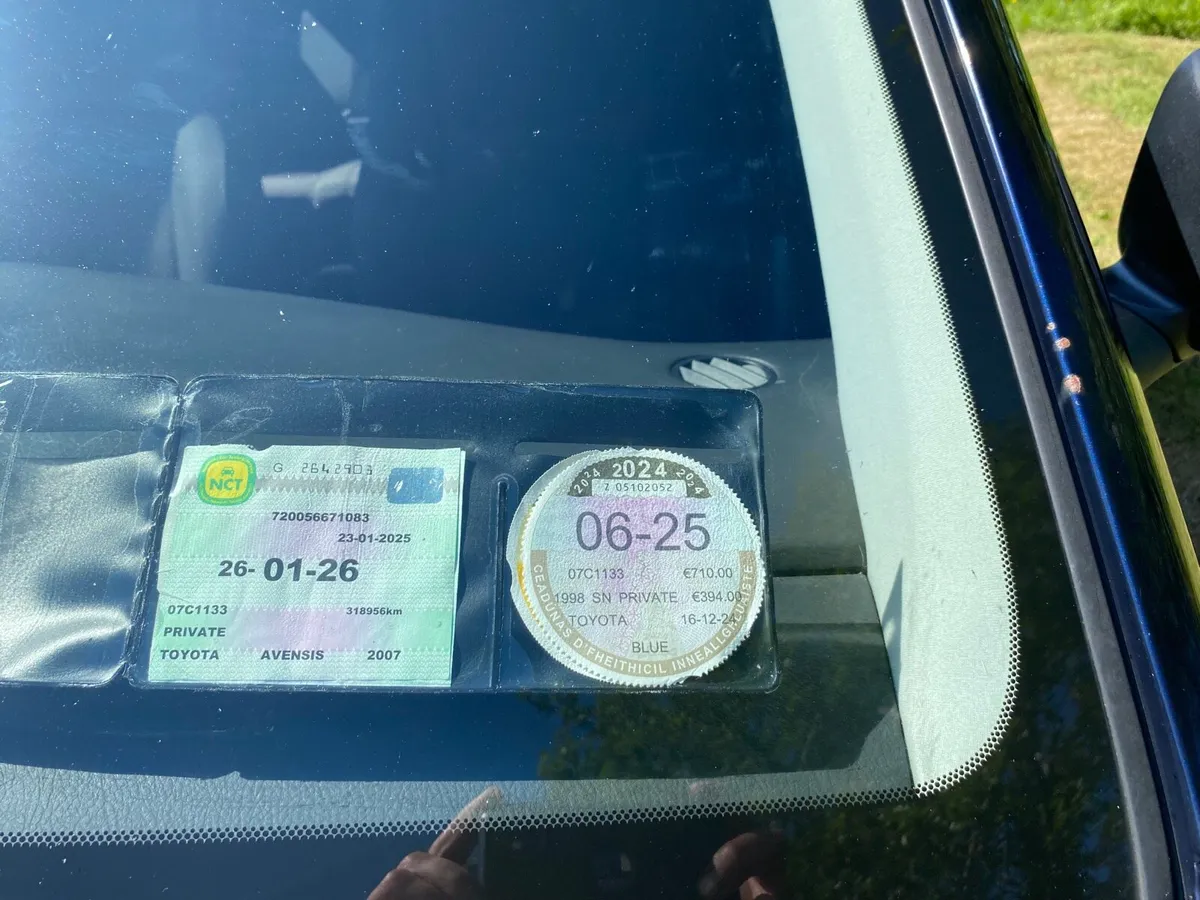 NCT
G 2642903
720056671083
23-01-2025
26-01-26
07C1133
318956km
PRIVATE
TOYOTA AVENSIS 2007
2024 2024 2024
Z 05102052
06-25
07C1133 €710.00
1998 SN PRIVATE €394.00
TOYOTA 16-12-24
BLUE
CEADÚNAS D'FHEITHICIL INNEALGHLUAISTE